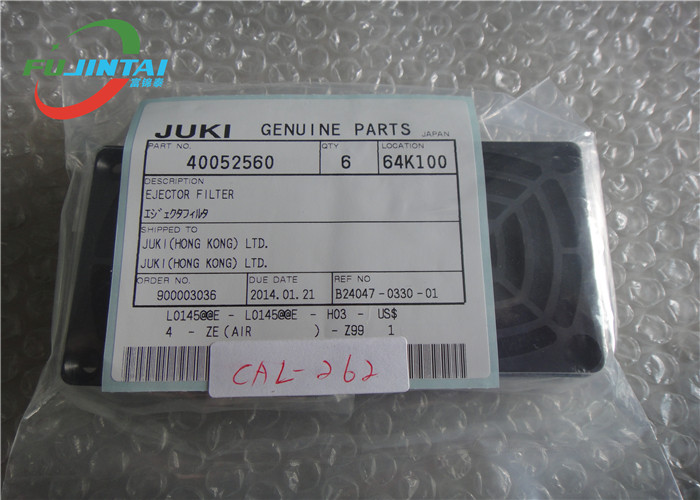 FUJINTAI
富锦泰
JUKI GENUINE PARTS JAPAN
PART NO. QTY LOCATION
40052560 6 64K100
DESCRIPTION
EJECTOR FILTER
エジェクタフィルタ
SHIPPED TO
JUKI(HONG KONG) LTD.
JUKI(HONG KONG) LTD.
ORDER NO. DUE DATE REF NO
900003036 2014.01.21 B24047-0330-01
L0145@@E - L0145@@E - H03 - US$
4 - ZE(AIR ) - Z99 1
CAL-262